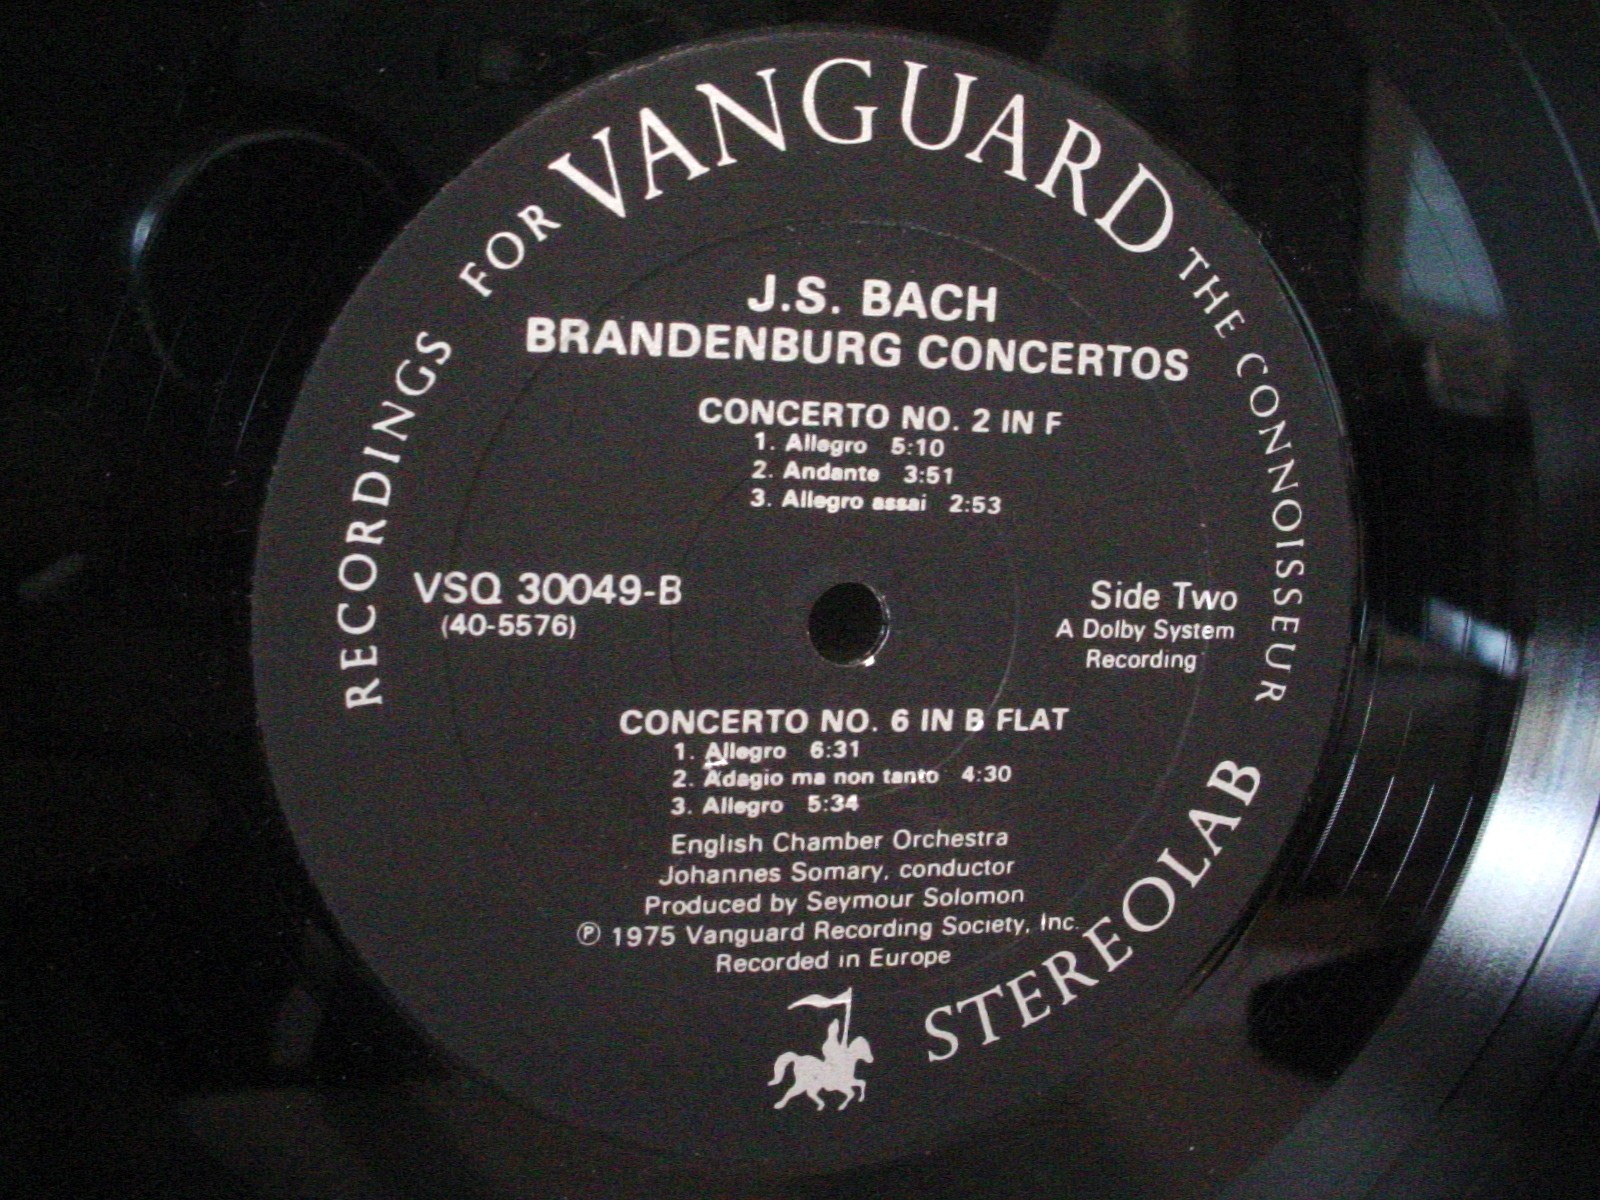 RECORDINGS FOR VANGUARD THE CONNOISSEUR
J.S. BACH
BRANDENBURG CONCERTOS
CONCERTO NO. 2 IN F
1. Allegro 5:10
2. Andante 3:51
3. Allegro assai 2:53
VSQ 30049-B
(40-5576)
Side Two
A Dolby System
Recording
CONCERTO NO. 6 IN B FLAT
1. Allegro 6:31
2. Adagio ma non tanto 4:30
3. Allegro 5:34
English Chamber Orchestra
Johannes Somary, conductor
Produced by Seymour Solomon
Ⓟ 1975 Vanguard Recording Society, Inc.
Recorded in Europe
STEREOLAB